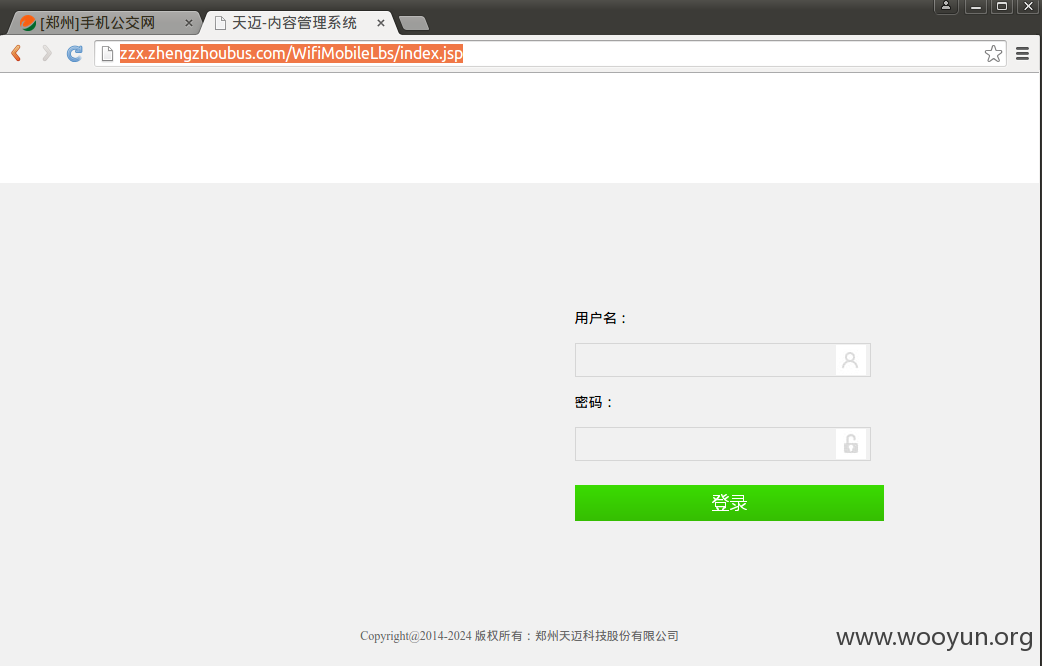 [郑州]手机公交网
天迈-内容管理系统
zzx.zhengzhoubus.com/WifiMobileLbs/index.jsp
用户名：
密码：
登录
Copyright@2014-2024 版权所有：郑州天迈科技股份有限公司
www.wooyun.org